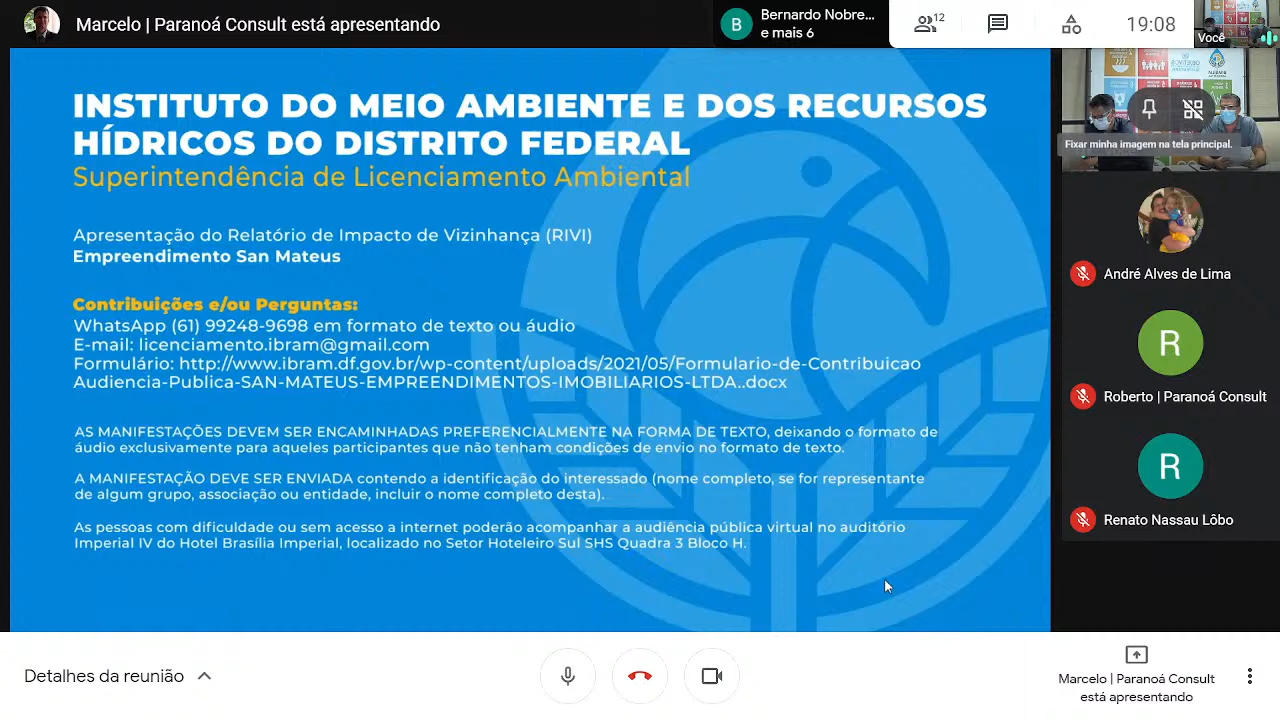 Marcelo | Paranoá Consult está apresentando
B
Bernardo Nobre...
e mais 6
12
19:08
Você
INSTITUTO DO MEIO AMBIENTE E DOS RECURSOS
HÍDRICOS DO DISTRITO FEDERAL
Superintendência de Licenciamento Ambiental
Apresentação do Relatório de Impacto de Vizinhança (RIVI)
Empreendimento San Mateus
Contribuições e/ou Perguntas:
WhatsApp (61) 99248-9698 em formato de texto ou áudio
E-mail: licenciamento.ibram@gmail.com
Formulário: http://www.ibram.df.gov.br/wp-content/uploads/2021/05/Formulario-de-Contribuicao
Audiencia-Publica-SAN-MATEUS-EMPREENDIMENTOS-IMOBILIARIOS-LTDA..docx
AS MANIFESTAÇÕES DEVEM SER ENCAMINHADAS PREFERENCIALMENTE NA FORMA DE TEXTO, deixando o formato de
áudio exclusivamente para aqueles participantes que não tenham condições de envio no formato de texto.
A MANIFESTAÇÃO DEVE SER ENVIADA contendo a identificação do interessado (nome completo, se for representante
de algum grupo, associação ou entidade, incluir o nome completo desta).
As pessoas com dificuldade ou sem acesso a internet poderão acompanhar a audiência pública virtual no auditório
Imperial IV do Hotel Brasília Imperial, localizado no Setor Hoteleiro Sul SHS Quadra 3 Bloco H.
Fixar minha imagem na tela principal.
André Alves de Lima
R
Roberto | Paranoá Consult
R
Renato Nassau Lôbo
Detalhes da reunião
Marcelo | Paranoá Consult
está apresentando